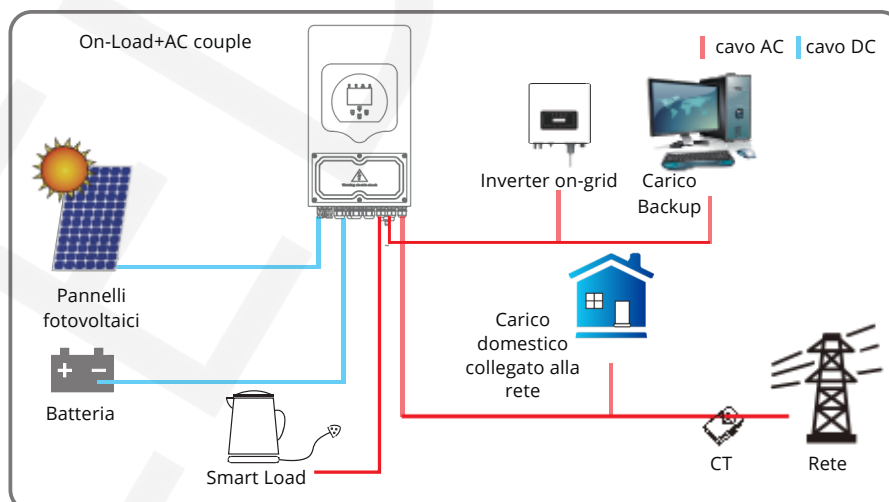 On-Load+AC couple
cavo AC
cavo DC
Inverter on-grid
Carico
Backup
Pannelli
fotovoltaici
Carico
domestico
collegato alla
rete
Batteria
Smart Load
CT
Rete